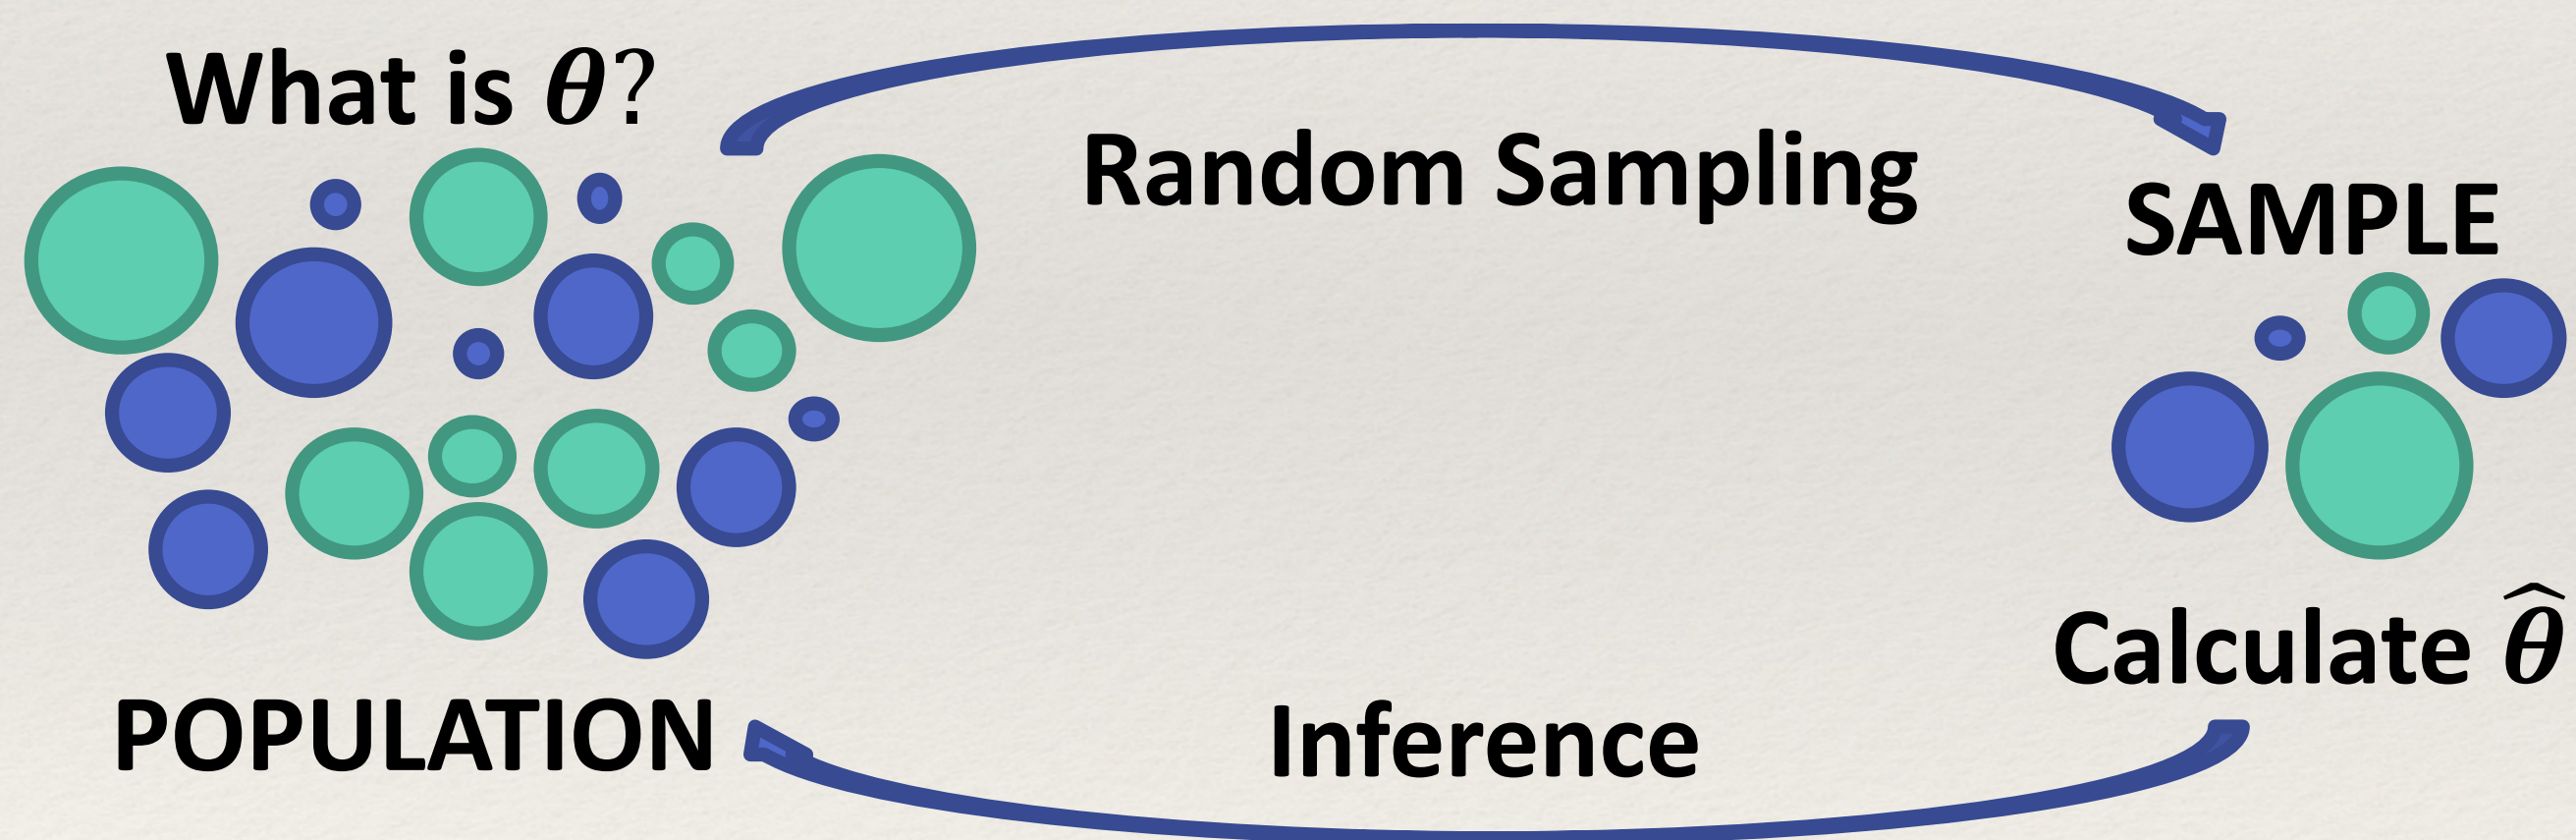 What is θ?
Random Sampling
SAMPLE
Calculate θ̂
POPULATION
Inference